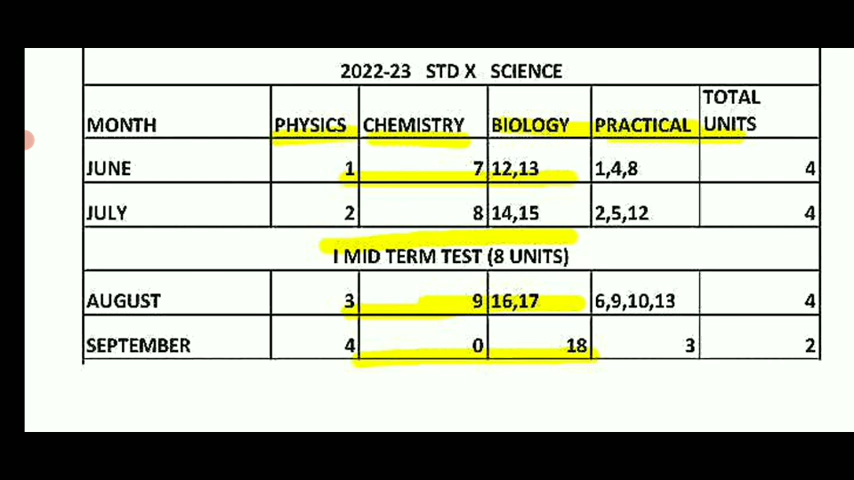 2022-23 STD X SCIENCE
MONTH PHYSICS CHEMISTRY BIOLOGY PRACTICAL TOTAL UNITS
JUNE 1 7 12,13 1,4,8 4
JULY 2 8 14,15 2,5,12 4
I MID TERM TEST (8 UNITS)
AUGUST 3 9 16,17 6,9,10,13 4
SEPTEMBER 4 0 18 3 2